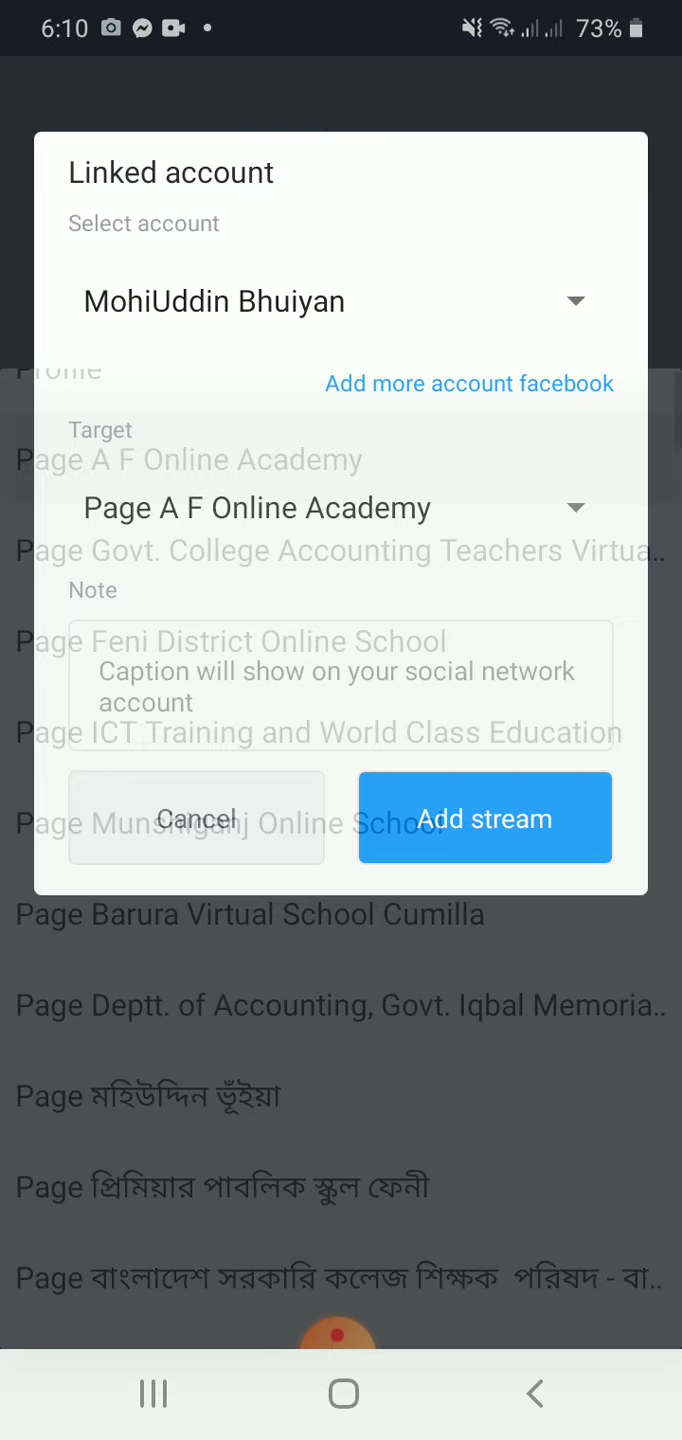 6:10 73%
Linked account
Select account
MohiUddin Bhuiyan
Profile
Add more account facebook
Target
Page A F Online Academy
Page A F Online Academy
Page Govt. College Accounting Teachers Virtua..
Note
Page Feni District Online School
Caption will show on your social network
account
Page ICT Training and World Class Education
Cancel
Add stream
Page Munshiganj Online School
Page Barura Virtual School Cumilla
Page Deptt. of Accounting, Govt. Iqbal Memoria..
Page মহিউদ্দিন ভূঁইয়া
Page প্রিমিয়ার পাবলিক স্কুল ফেনী
Page বাংলাদেশ সরকারি কলেজ শিক্ষক পরিষদ - বা..